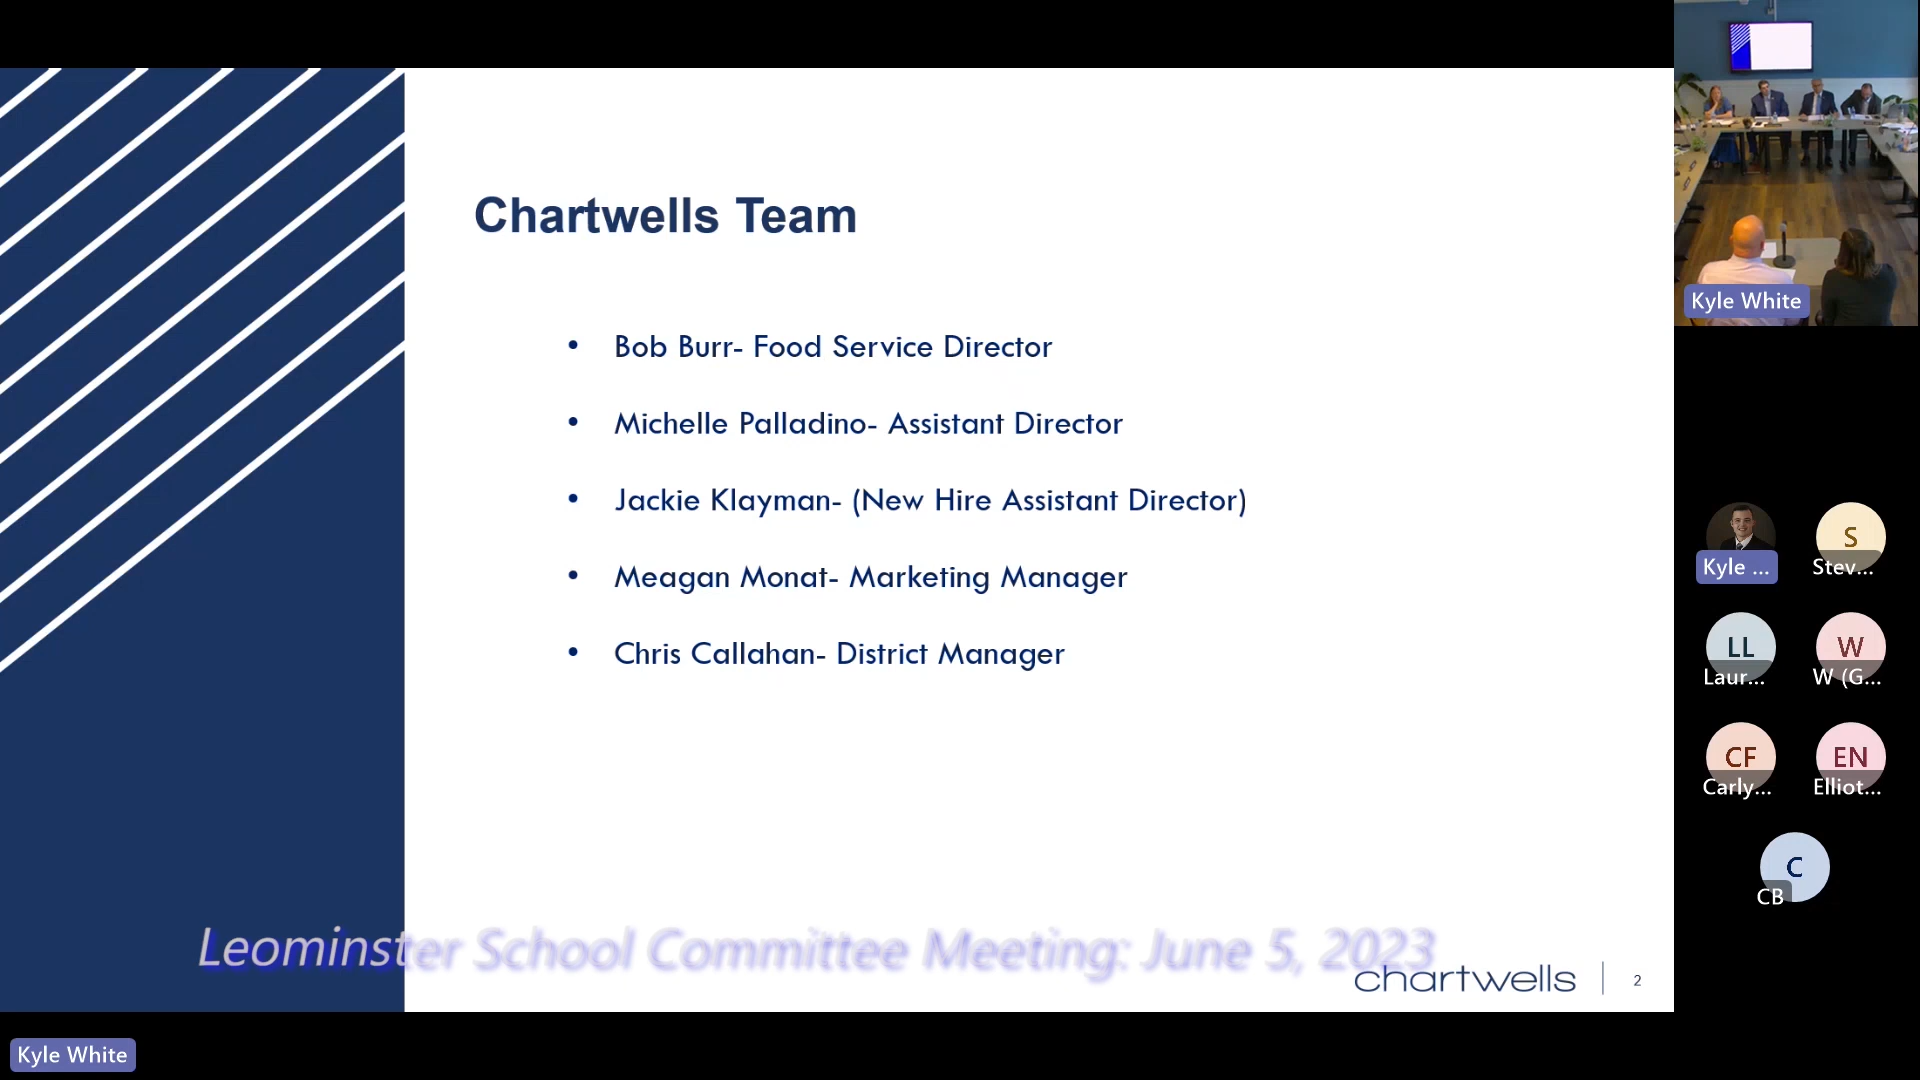 Chartwells Team
• Bob Burr- Food Service Director
• Michelle Palladino- Assistant Director
• Jackie Klayman- (New Hire Assistant Director)
• Meagan Monat- Marketing Manager
• Chris Callahan- District Manager
Leominster School Committee Meeting: June 5, 2023
chartwells
2
Kyle White
Kyle White
Kyle ...
S
Stev...
LL
Laur...
W
W (G...
CF
Carly...
EN
Elliot...
C
CB